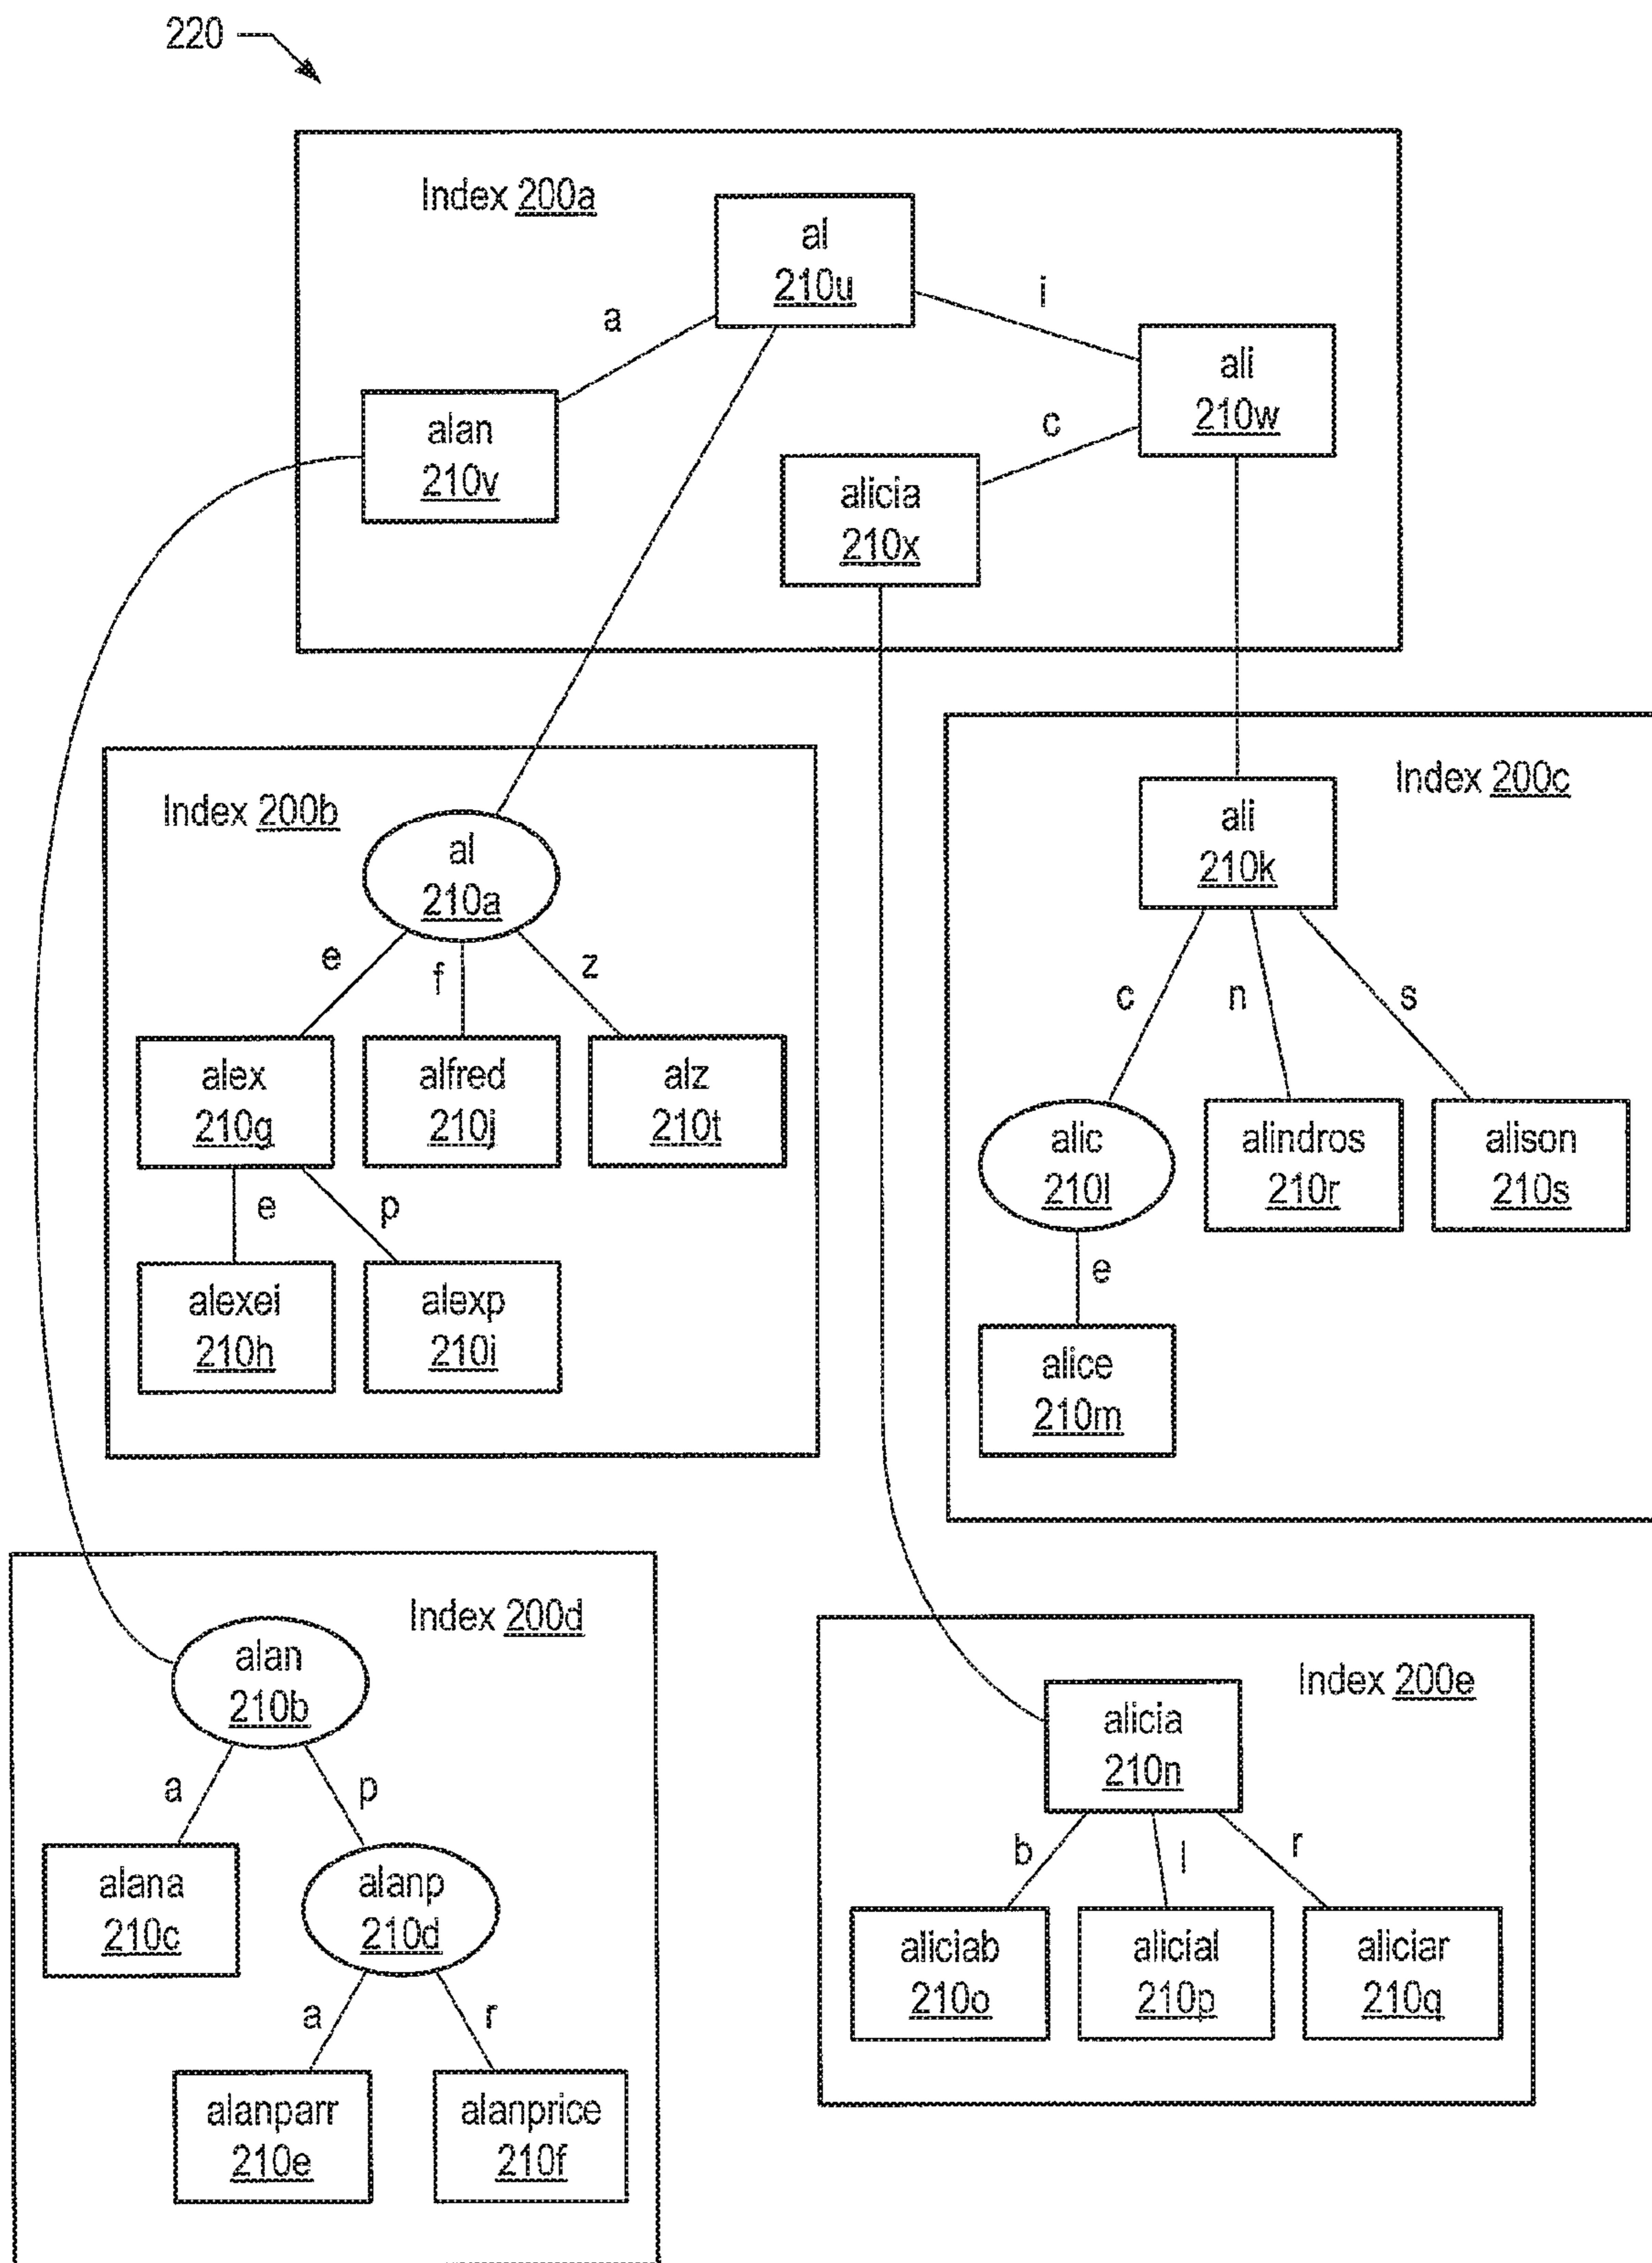 220
Index 200a
al
210u
a
i
ali
210w
c
alan
210v
alicia
210x
Index 200b
al
210a
e
f
z
alex
210g
alfred
210j
alz
210t
e
p
alexei
210h
alexp
210i
Index 200c
ali
210k
c
n
s
alic
210l
alindros
210r
alison
210s
e
alice
210m
Index 200d
alan
210b
a
p
alana
210c
alanp
210d
a
r
alanparr
210e
alanprice
210f
Index 200e
alicia
210n
b
l
r
aliciab
210o
alicial
210p
aliciar
210q